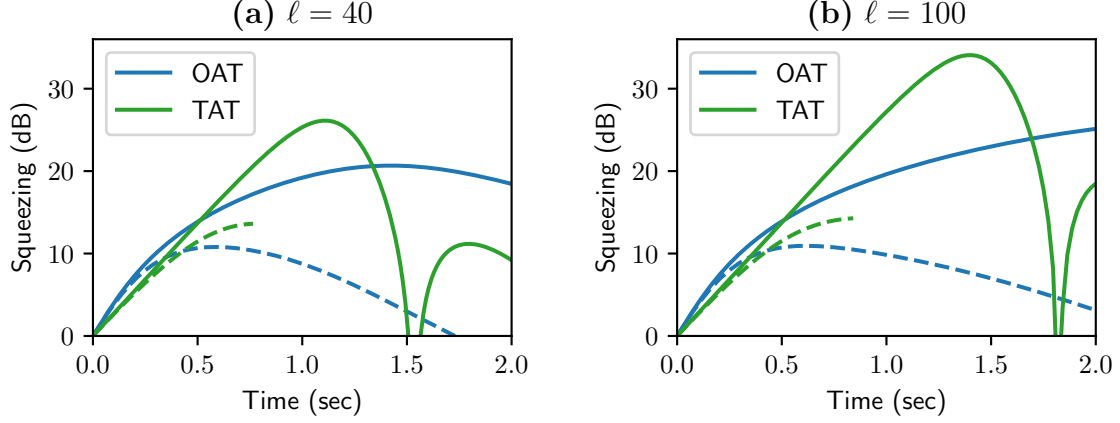 (a) ℓ = 40
OAT
TAT
Squeezing (dB)
30
20
10
0
0.0 0.5 1.0 1.5 2.0
Time (sec)
(b) ℓ = 100
OAT
TAT
Squeezing (dB)
30
20
10
0
0.0 0.5 1.0 1.5 2.0
Time (sec)